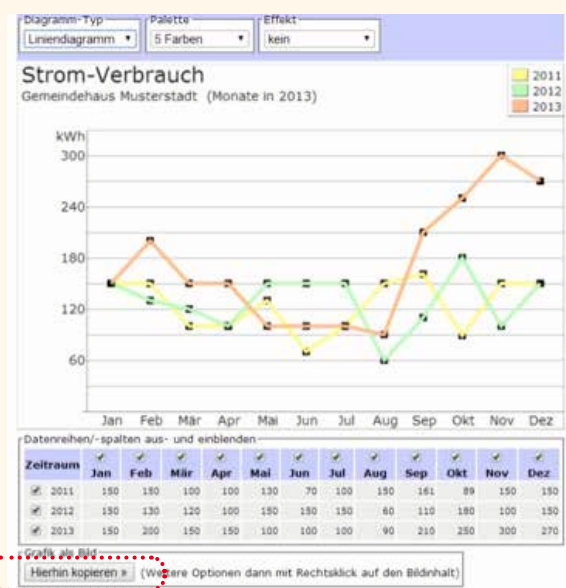 Diagramm-Typ Palette Effekt
Liniendiagramm 5 Farben kein
Strom-Verbrauch
Gemeindehaus Musterstadt (Monate in 2013)
2011
2012
2013
kWh
300
240
180
120
60
Jan Feb Mär Apr Mai Jun Jul Aug Sep Okt Nov Dez
Datenreihen/-spalten aus- und einblenden
Zeitraum Jan Feb Mär Apr Mai Jun Jul Aug Sep Okt Nov Dez
2011 150 150 100 100 130 70 100 150 161 89 150 150
2012 150 130 120 100 150 150 150 60 110 180 100 150
2013 150 200 150 150 100 100 100 90 210 250 300 270
Grafik als Bild
Hierhin kopieren » (Weitere Optionen dann mit Rechtsklick auf den Bildinhalt)